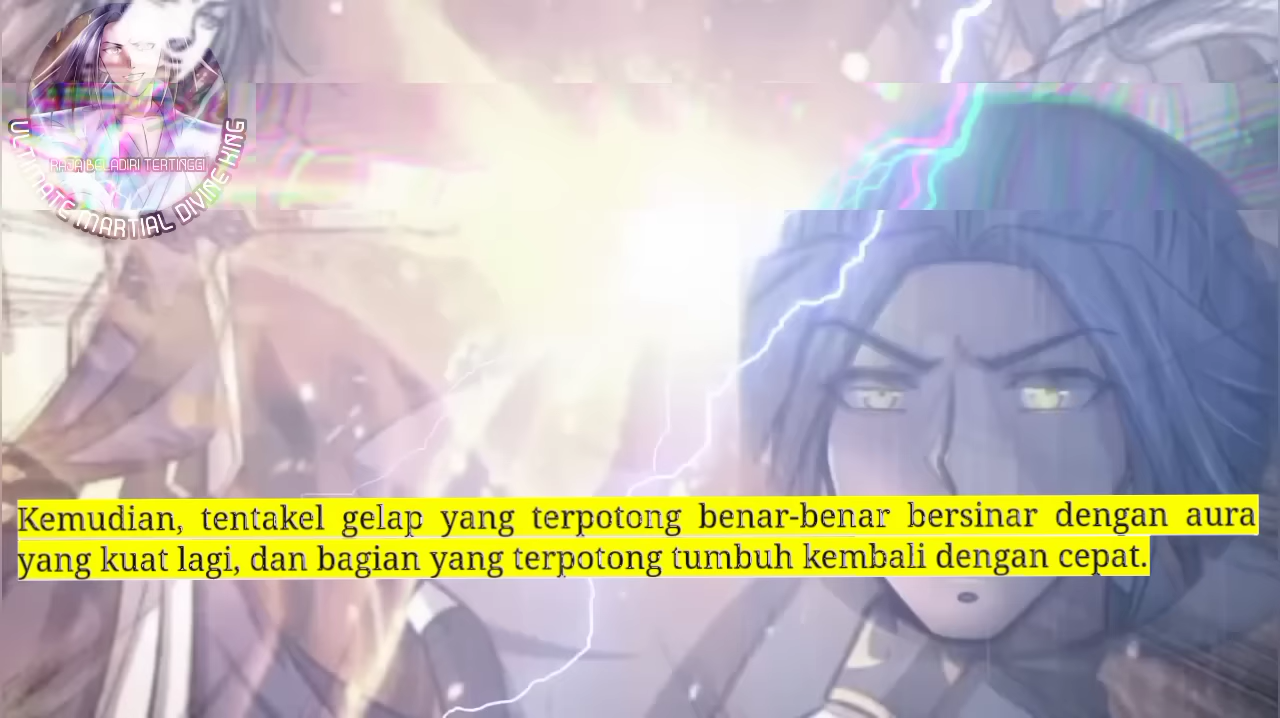 RAJA BELADIRI TERTINGGI
ULTIMATE MARTIAL DIVINE KING
Kemudian, tentakel gelap yang terpotong benar-benar bersinar dengan aura
yang kuat lagi, dan bagian yang terpotong tumbuh kembali dengan cepat.